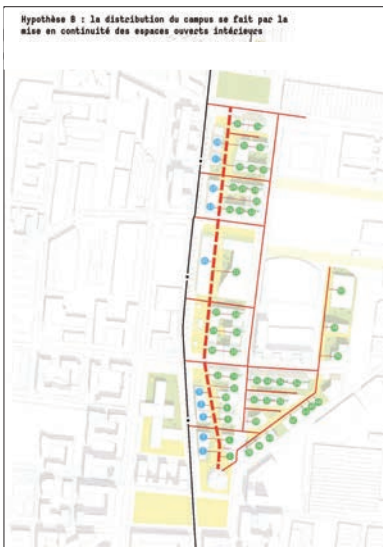 Hypothèse B : la distribution du campus se fait par la
mise en continuité des espaces ouverts intérieurs